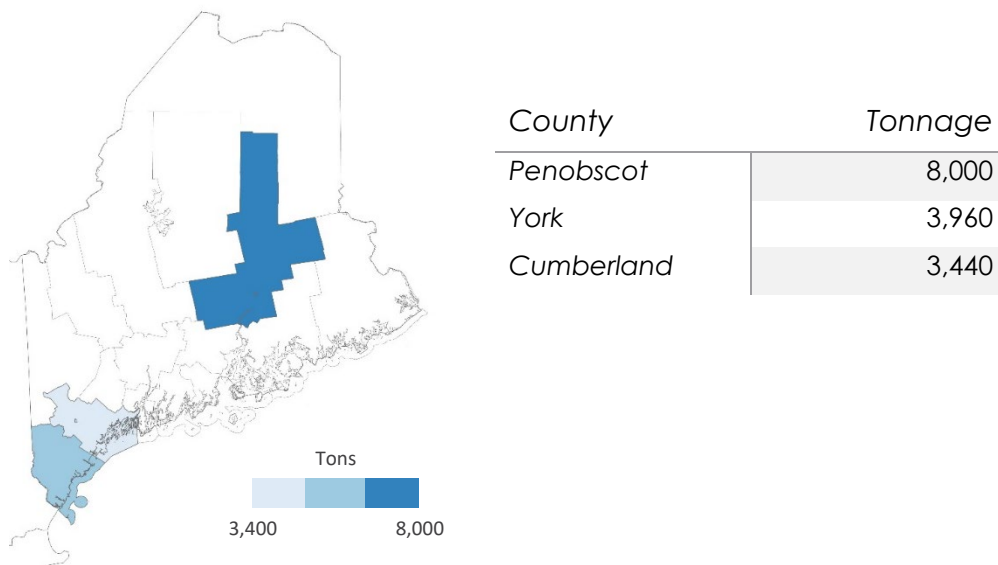 County Tonnage
Penobscot 8,000
York 3,960
Cumberland 3,440
Tons
3,400 8,000